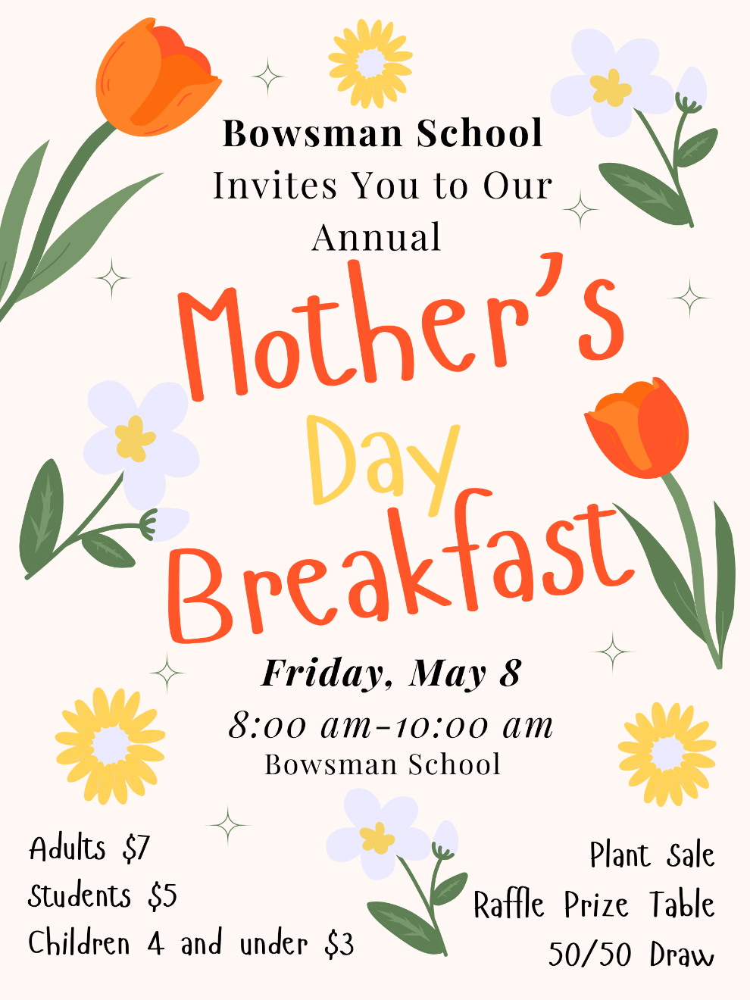 Bowsman School
Invites You to Our
Annual
Mother's
Day
Breakfast
Friday, May 8
8:00 am-10:00 am
Bowsman School
Adults $7
Students $5
Children 4 and under $3
Plant Sale
Raffle Prize Table
50/50 Draw